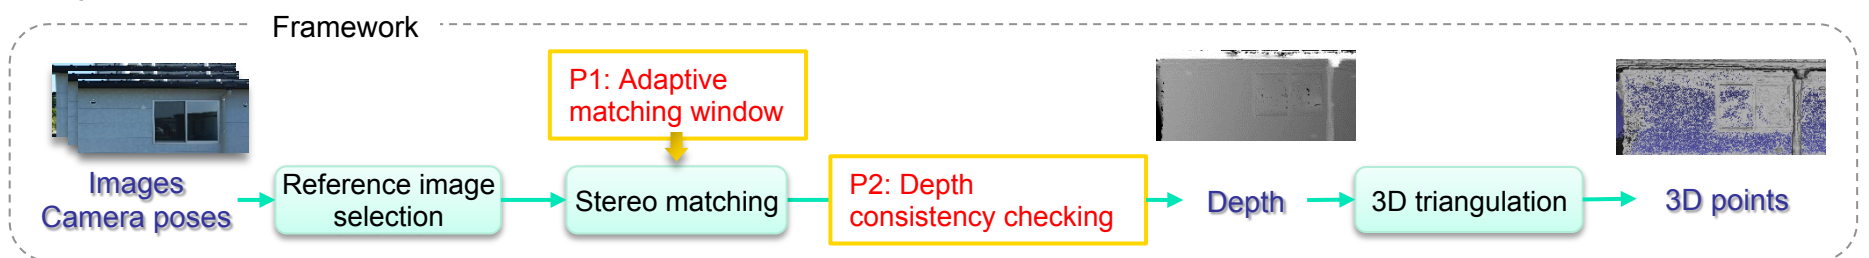 Framework
P1: Adaptive
matching window
Images
Camera poses
Reference image
selection
Stereo matching
P2: Depth
consistency checking
Depth
3D triangulation
3D points